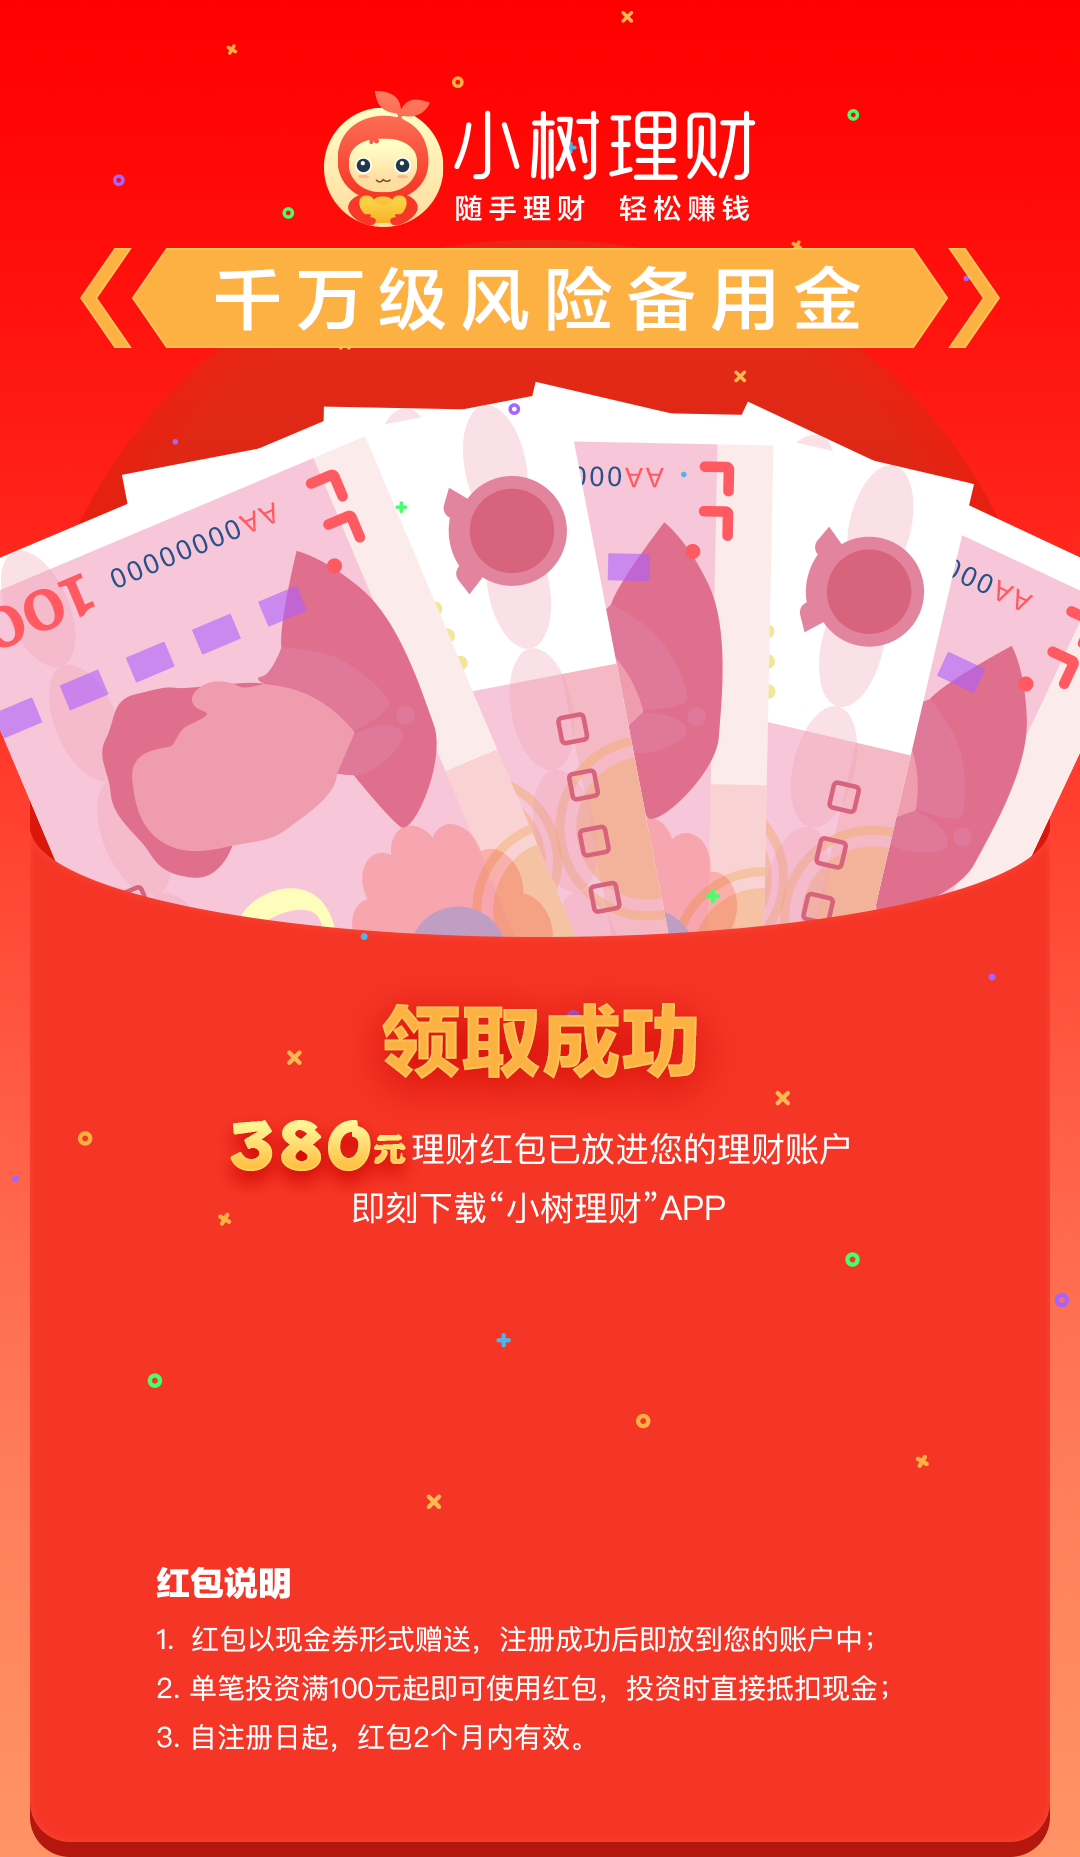 小树理财
随手理财 轻松赚钱
千万级风险备用金
AA00000000
100
AA000
AA000
领取成功
380元理财红包已放进您的理财账户
即刻下载“小树理财”APP
红包说明
1. 红包以现金券形式赠送，注册成功后即放到您的账户中；
2. 单笔投资满100元起即可使用红包，投资时直接抵扣现金；
3. 自注册日起，红包2个月内有效。